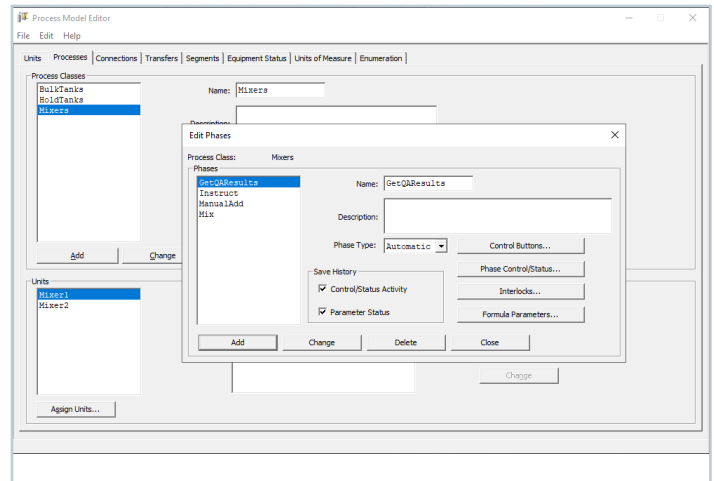 Process Model Editor
File Edit Help
Units Processes Connections Transfers Segments Equipment Status Units of Measure Enumeration
Process Classes
BulkTanks
HoldTanks
Mixers
Name: Mixers
Description:
Add Change
Edit Phases
Process Class: Mixers
Phases
GetQAResults
Instruct
ManualAdd
Mix
Name: GetQAResults
Description:
Phase Type: Automatic
Save History
Control/Status Activity
Parameter Status
Control Buttons...
Phase Control/Status...
Interlocks...
Formula Parameters...
Add Change Delete Close
Units
Mixer1
Mixer2
Change
Assign Units...